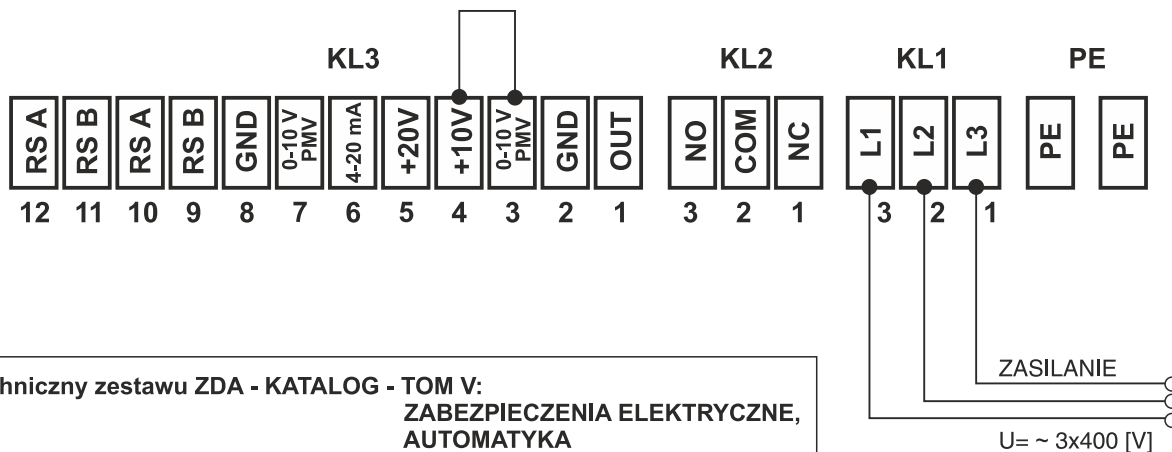 KL3 KL2 KL1 PE
RS A RS B RS A RS B GND 0-10 V PMV 4-20 mA +20V +10V 0-10 V PMV GND OUT NO COM NC L1 L2 L3 PE PE
12 11 10 9 8 7 6 5 4 3 2 1 3 2 1 3 2 1
hniczny zestawu ZDA - KATALOG - TOM V:
ZABEZPIECZENIA ELEKTRYCZNE,
AUTOMATYKA
ZASILANIE
U= ~ 3x400 [V]